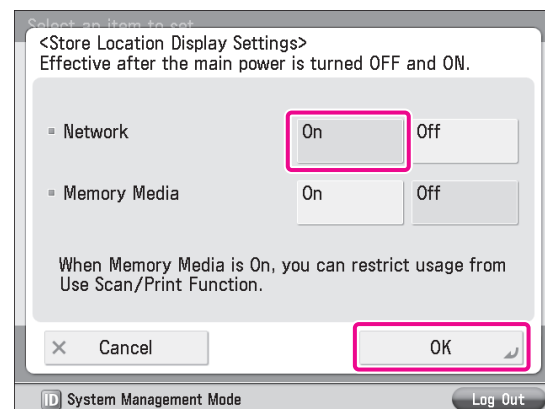 Select an item to set.
<Store Location Display Settings>
Effective after the main power is turned OFF and ON.
Network On Off
Memory Media On Off
When Memory Media is On, you can restrict usage from
Use Scan/Print Function.
Cancel OK
ID System Management Mode Log Out